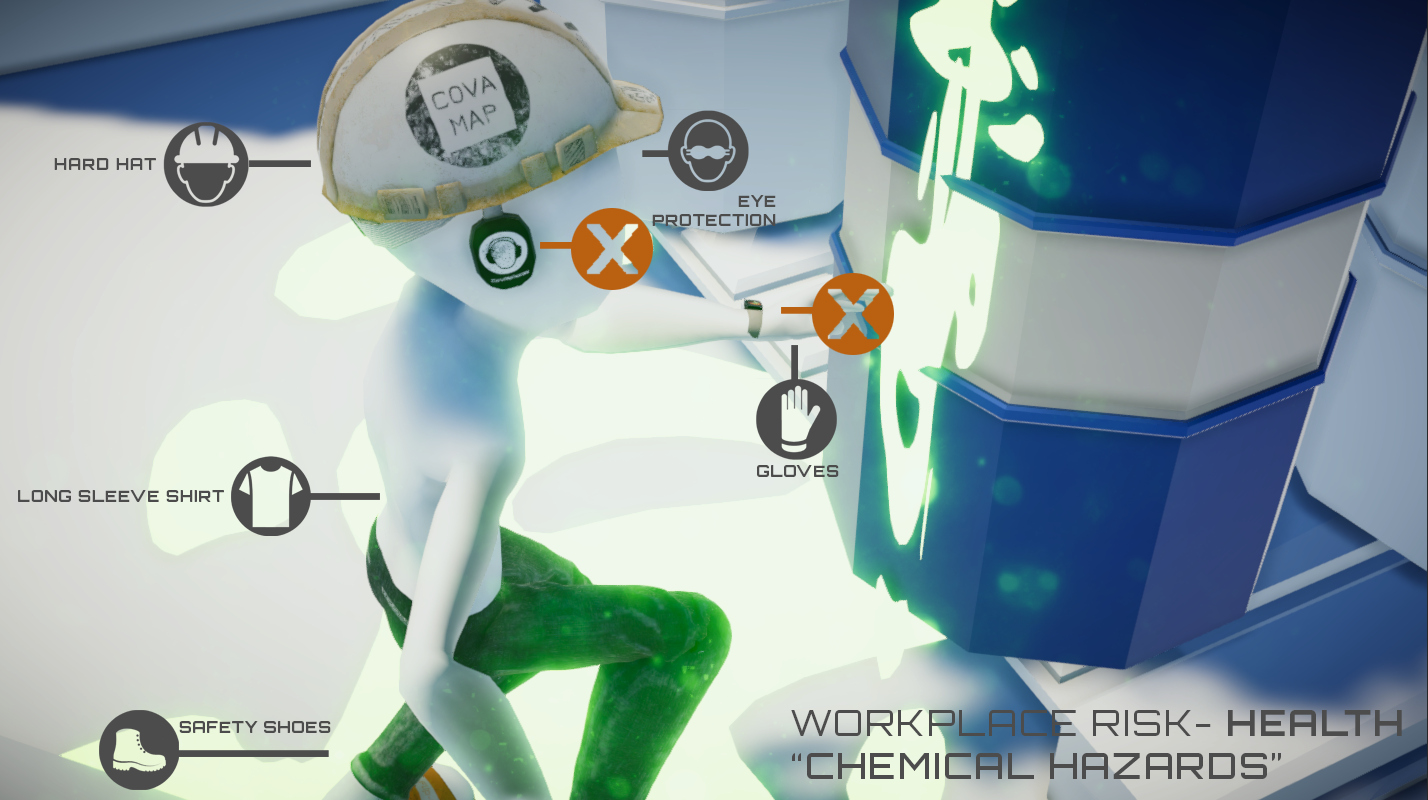 COVA
MAP
HARD HAT
EYE
PROTECTION
X
X
GLOVES
LONG SLEEVE SHIRT
SAFETY SHOES
WORKPLACE RISK- HEALTH
“CHEMICAL HAZARDS”